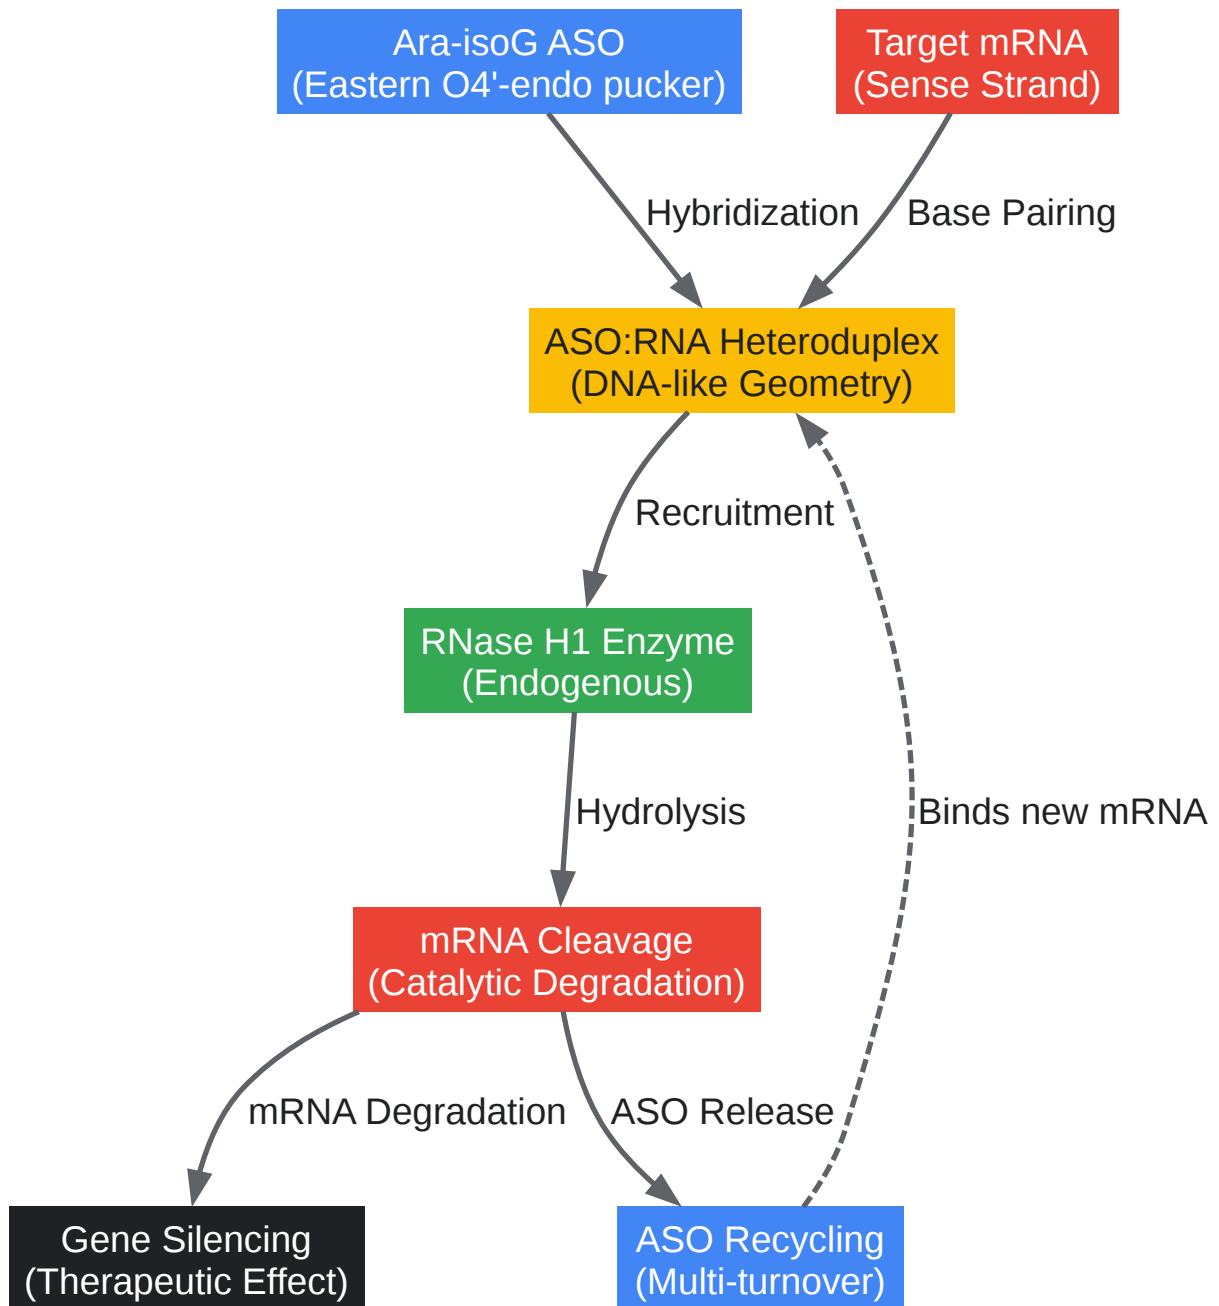 Ara-isoG ASO
(Eastern O4'-endo pucker)
Target mRNA
(Sense Strand)
Hybridization
Base Pairing
ASO:RNA Heteroduplex
(DNA-like Geometry)
Recruitment
RNase H1 Enzyme
(Endogenous)
Hydrolysis
Binds new mRNA
mRNA Cleavage
(Catalytic Degradation)
mRNA Degradation
ASO Release
Gene Silencing
(Therapeutic Effect)
ASO Recycling
(Multi-turnover)